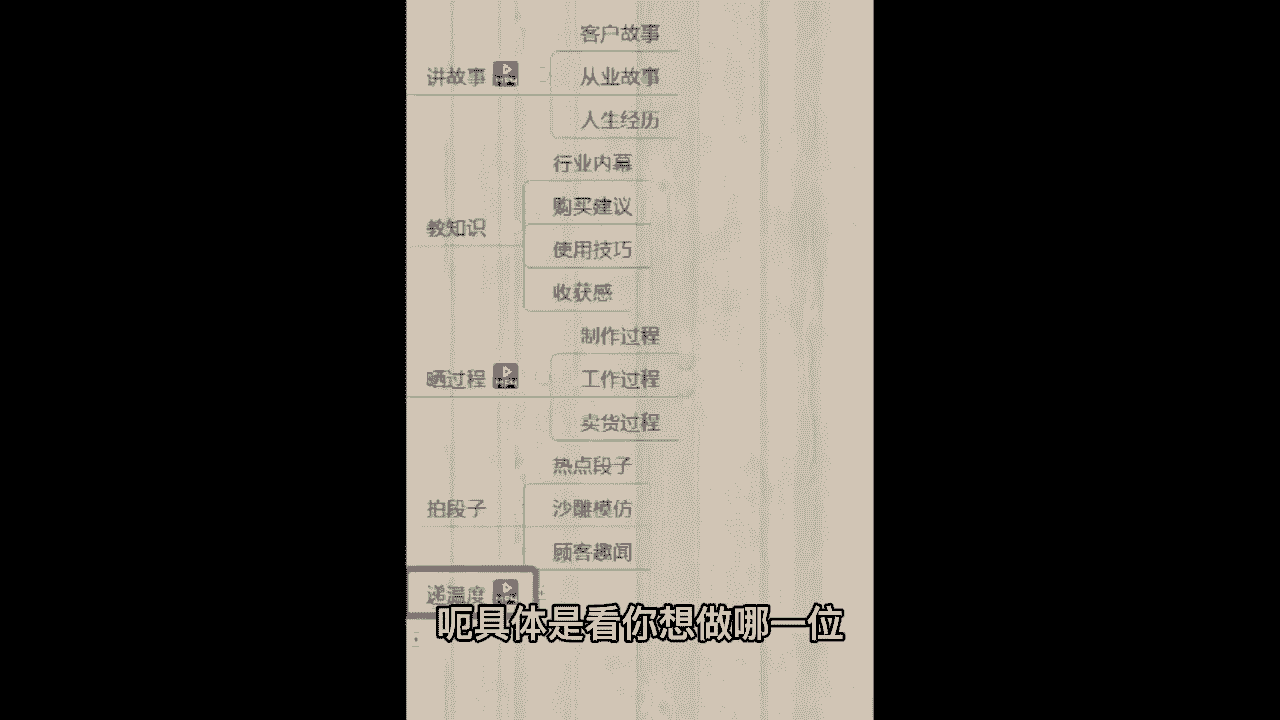 客户故事
讲故事
从业故事
人生经历
行业内幕
购买建议
教知识
使用技巧
收获感
制作过程
晒过程
工作过程
卖货过程
热点段子
拍段子
沙雕模仿
顾客趣闻
递温度
呃具体是看你想做哪一位